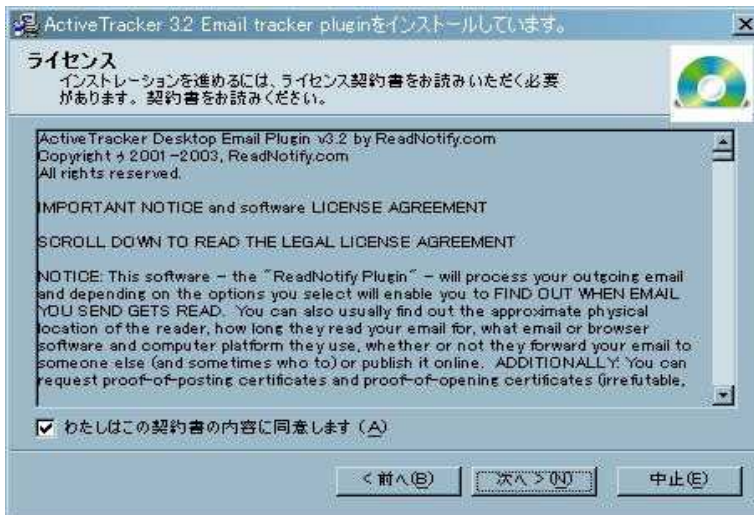 ActiveTracker 3.2 Email tracker pluginをインストールしています。
ライセンス
インストレーションを進めるには、ライセンス契約書をお読みいただく必要
があります。契約書をお読みください。
ActiveTracker Desktop Email Plugin v3.2 by ReadNotify.com
Copyright ｩ 2001-2003, ReadNotify.com
All rights reserved.
IMPORTANT NOTICE and software LICENSE AGREEMENT
SCROLL DOWN TO READ THE LEGAL LICENSE AGREEMENT
NOTICE: This software - the "ReadNotify Plugin" - will process your outgoing email
and depending on the options you select will enable you to FIND OUT WHEN EMAIL
YOU SEND GETS READ. You can also usually find out the approximate physical
location of the reader, how long they read your email for, what email or browser
software and computer platform they use, whether or not they forward your email to
someone else (and sometimes who to) or publish it online. ADDITIONALLY: You can
request proof-of-posting certificates and proof-of-opening certificates (irrefutable,
わたしはこの契約書の内容に同意します(A)
<前へ(B)
次へ>(N)
中止(E)